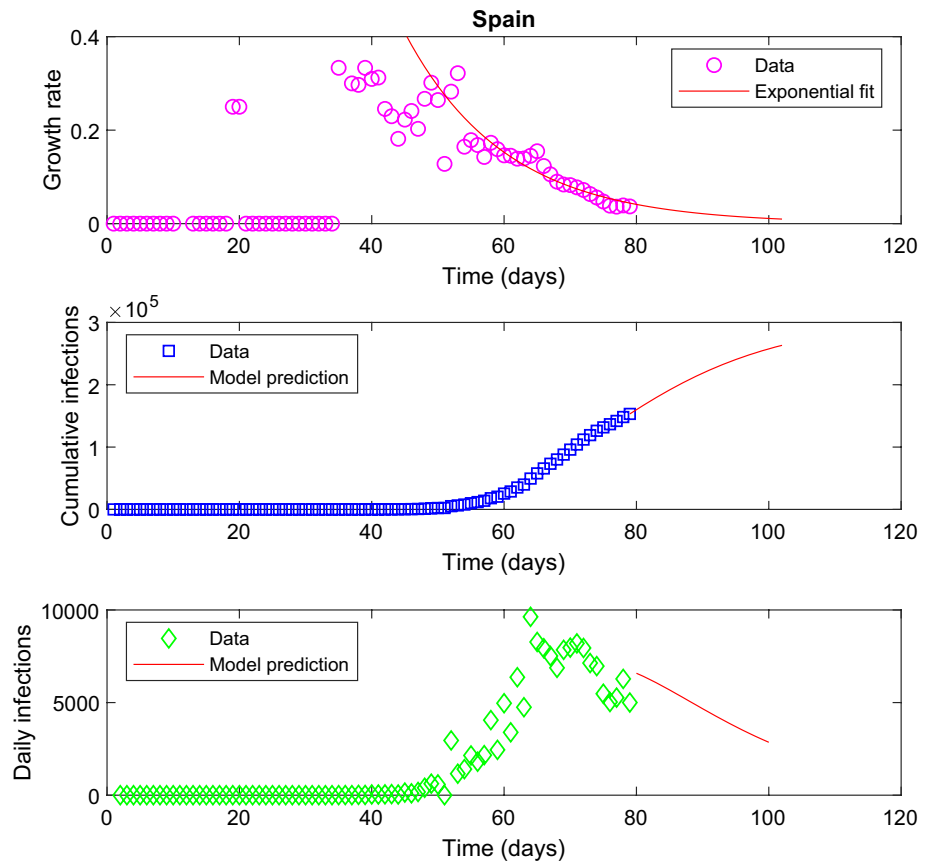 Spain
0.4
0.2
0
Growth rate
Data
Exponential fit
0 20 40 60 80 100 120
Time (days)
×10^5
3
2
1
0
Cumulative infections
Data
Model prediction
0 20 40 60 80 100 120
Time (days)
10000
5000
0
Daily infections
Data
Model prediction
0 20 40 60 80 100 120
Time (days)